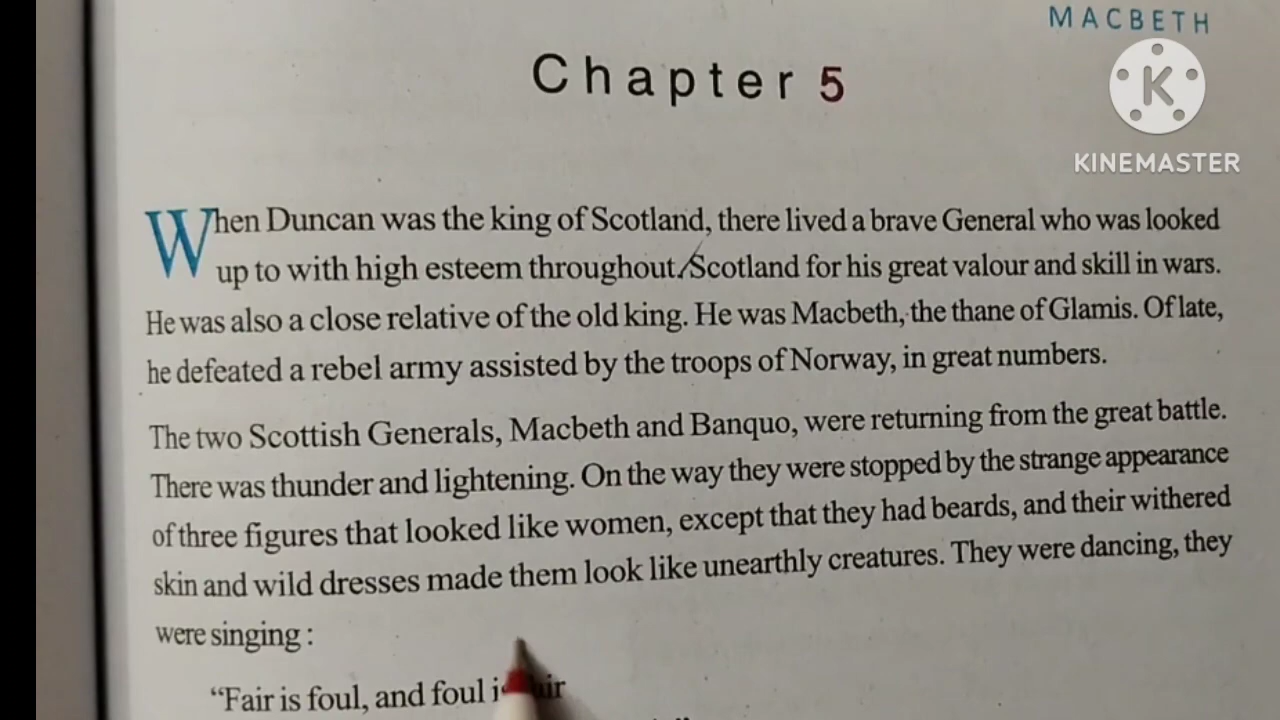 MACBETH
Chapter 5
K
KINEMASTER
When Duncan was the king of Scotland, there lived a brave General who was looked
up to with high esteem throughout Scotland for his great valour and skill in wars.
He was also a close relative of the old king. He was Macbeth, the thane of Glamis. Of late,
he defeated a rebel army assisted by the troops of Norway, in great numbers.
The two Scottish Generals, Macbeth and Banquo, were returning from the great battle.
There was thunder and lightening. On the way they were stopped by the strange appearance
of three figures that looked like women, except that they had beards, and their withered
skin and wild dresses made them look like unearthly creatures. They were dancing, they
were singing :
“Fair is foul, and foul